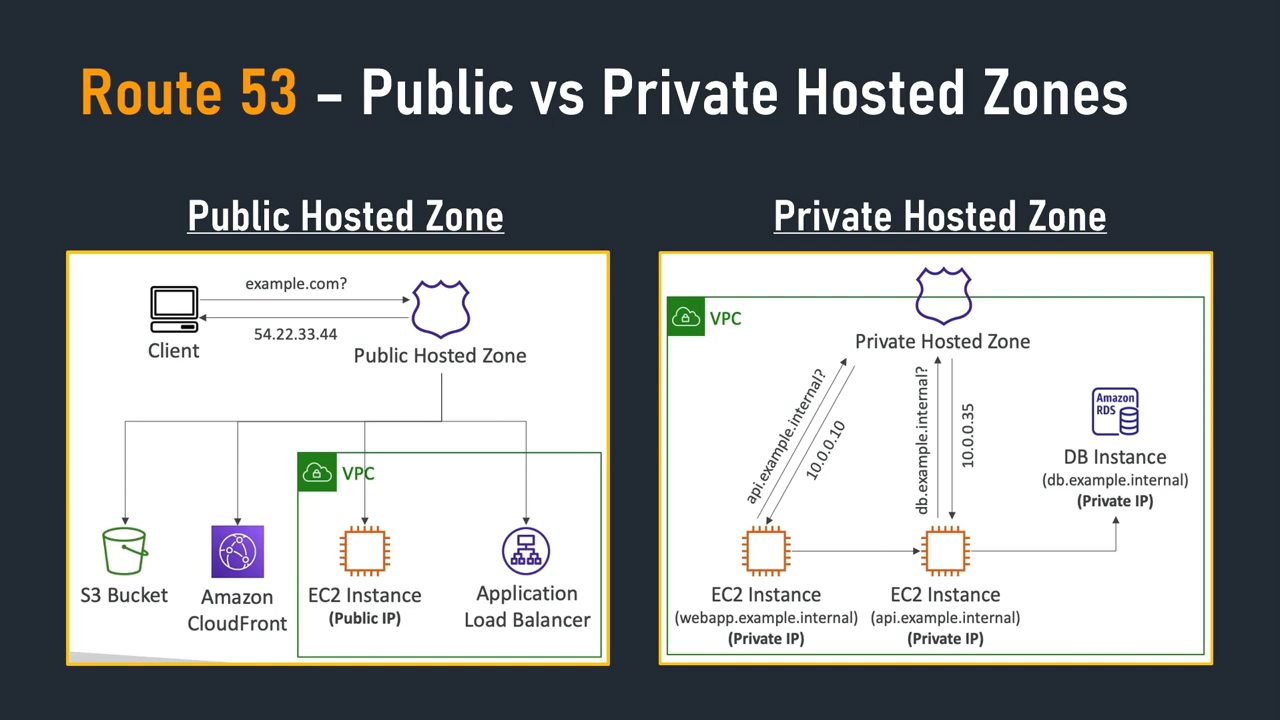 Route 53 – Public vs Private Hosted Zones
Public Hosted Zone
example.com?
54.22.33.44
Client
Public Hosted Zone
VPC
S3 Bucket
Amazon
CloudFront
EC2 Instance
(Public IP)
Application
Load Balancer
Private Hosted Zone
VPC
Private Hosted Zone
api.example.internal?
10.0.0.10
db.example.internal?
10.0.0.35
Amazon
RDS
DB Instance
(db.example.internal)
(Private IP)
EC2 Instance
(webapp.example.internal)
(Private IP)
EC2 Instance
(api.example.internal)
(Private IP)